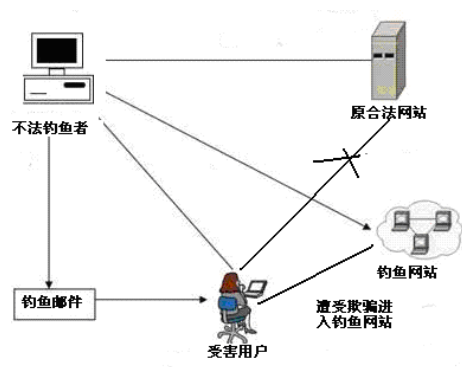 不法钓鱼者
原合法网站
钓鱼网站
钓鱼邮件
遭受欺骗进
入钓鱼网站
受害用户